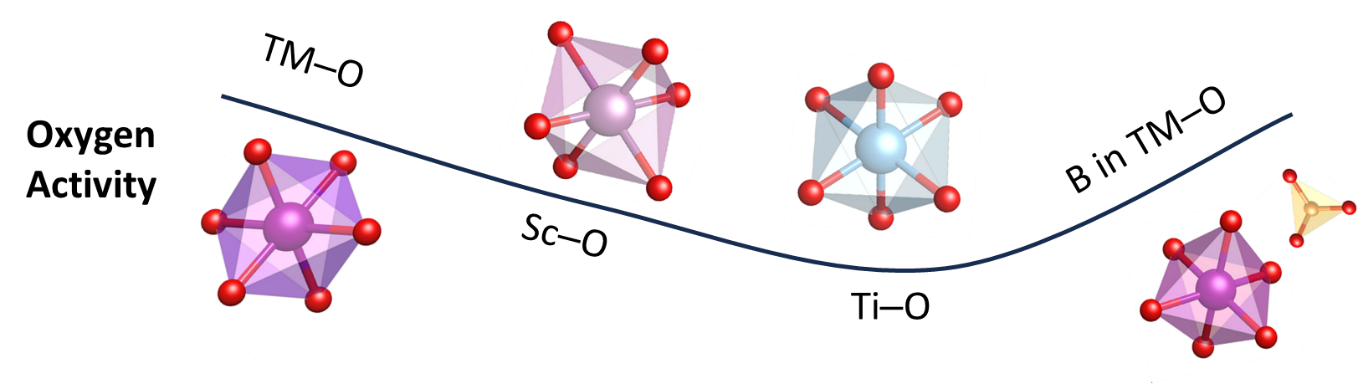 Oxygen
Activity
TM–O
Sc–O
Ti–O
B in TM–O